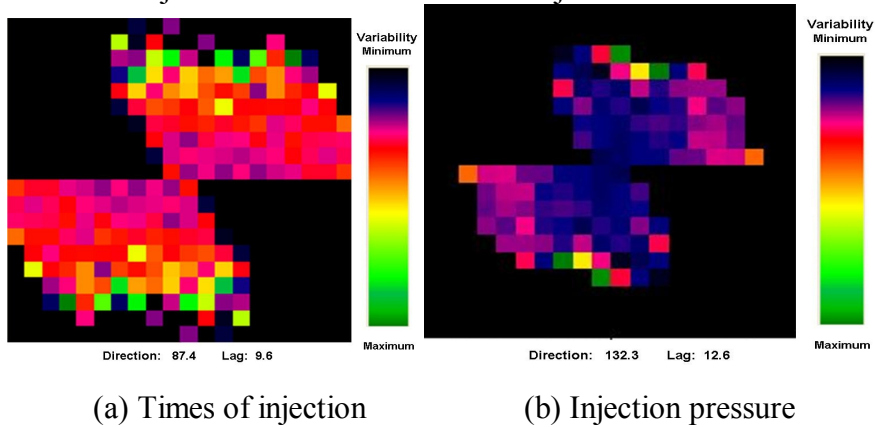 Variability
Minimum
Maximum
Direction: 87.4 Lag: 9.6
Variability
Minimum
Maximum
Direction: 132.3 Lag: 12.6
(a) Times of injection
(b) Injection pressure